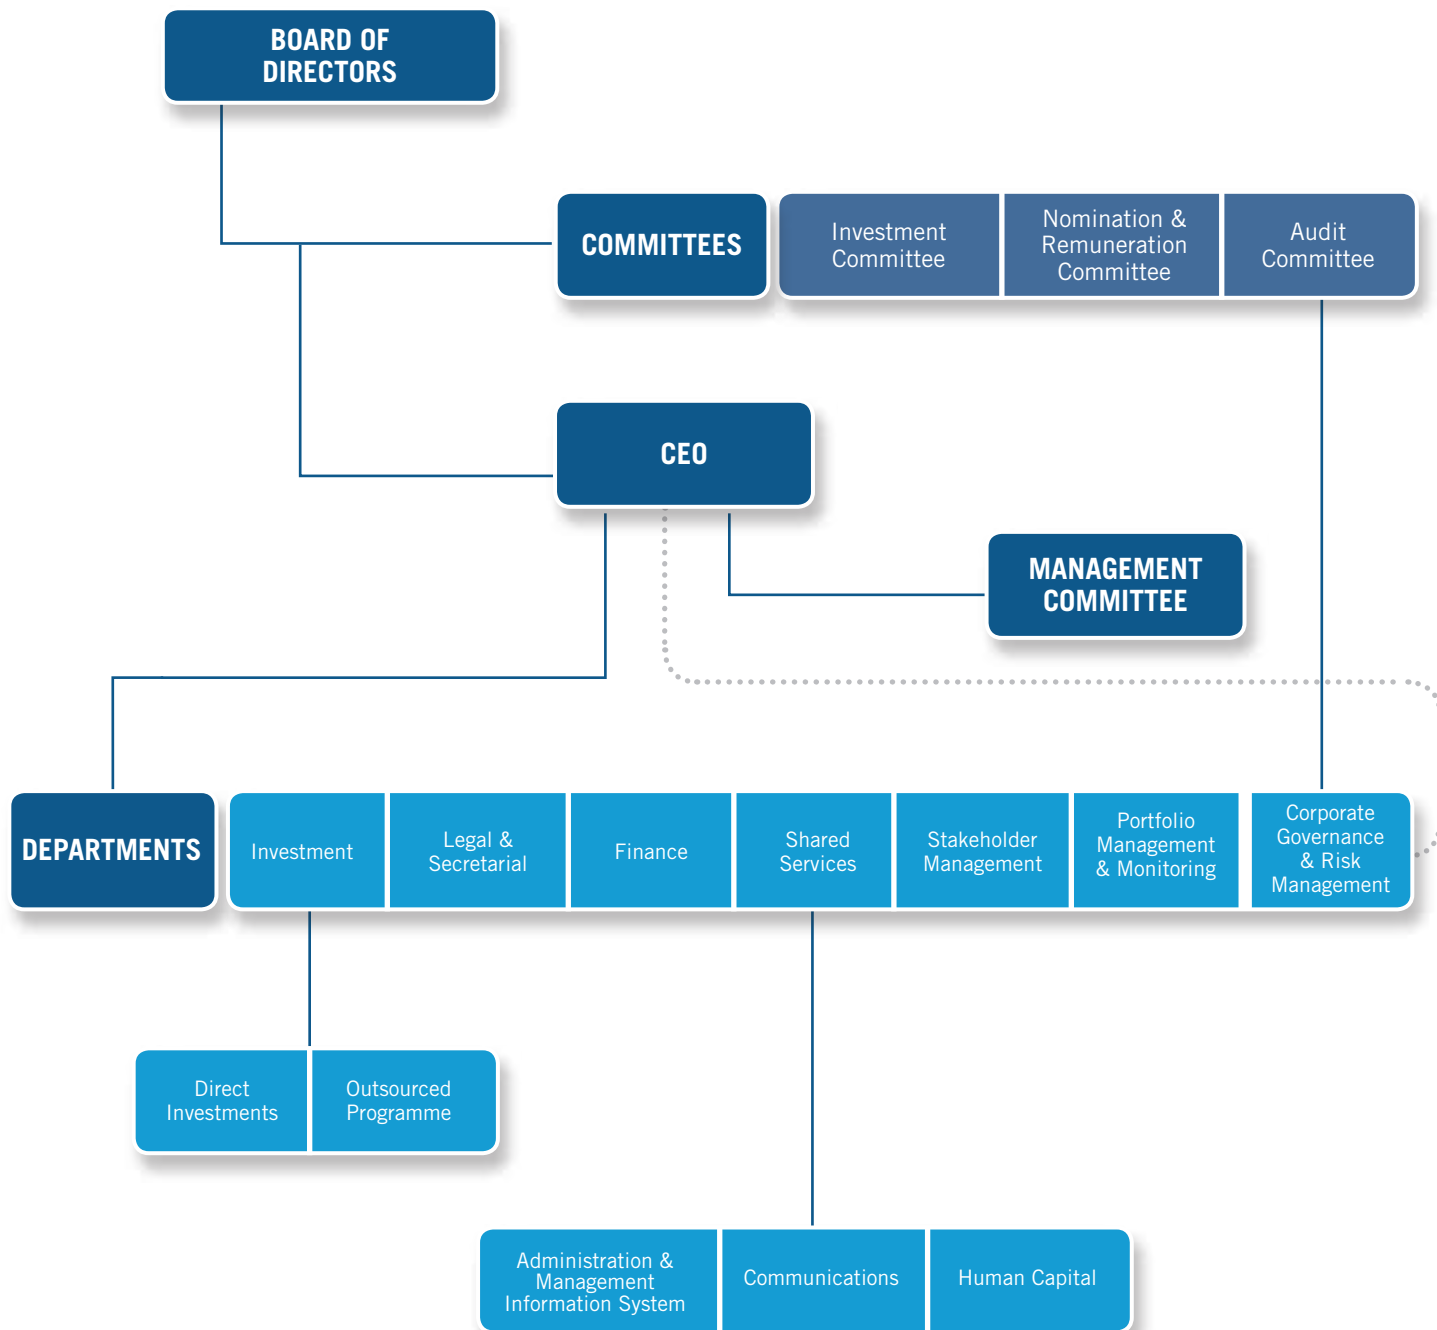 BOARD OF
DIRECTORS
COMMITTEES
Investment
Committee
Nomination &
Remuneration
Committee
Audit
Committee
CEO
MANAGEMENT
COMMITTEE
DEPARTMENTS
Investment
Legal &
Secretarial
Finance
Shared
Services
Stakeholder
Management
Portfolio
Management
& Monitoring
Corporate
Governance
& Risk
Management
Direct
Investments
Outsourced
Programme
Administration &
Management
Information System
Communications
Human Capital